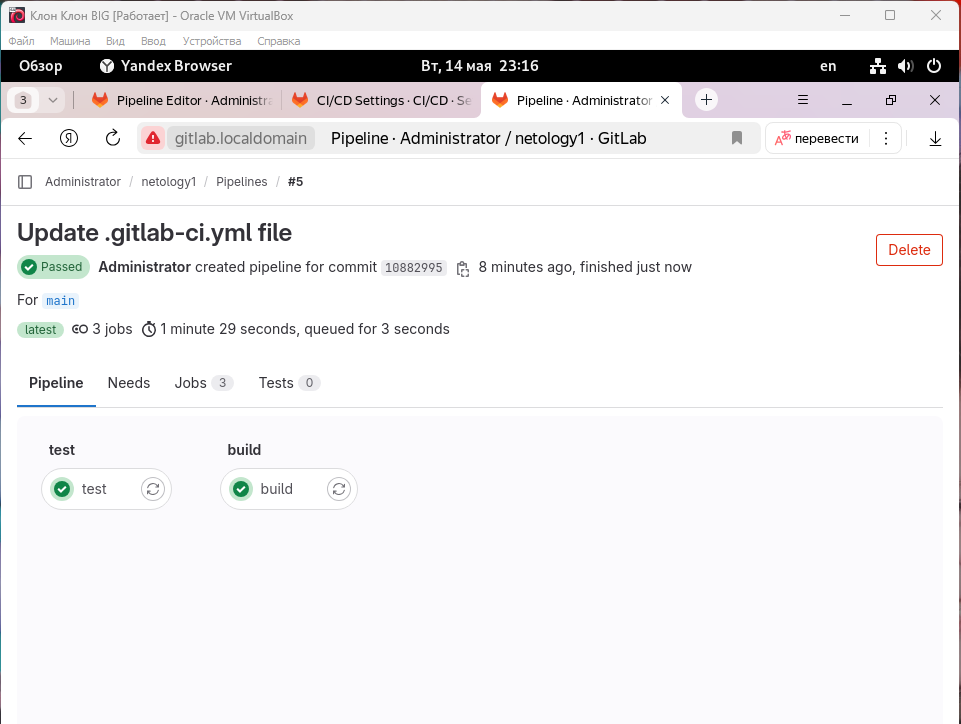 Клон Клон BIG [Работает] - Oracle VM VirtualBox
Файл Машина Вид Ввод Устройства Справка
Обзор Yandex Browser Вт, 14 мая 23:16 en
3 Pipeline Editor · Administra CI/CD Settings · CI/CD · Se Pipeline · Administrator
Я gitlab.localdomain Pipeline · Administrator / netology1 · GitLab перевести
Administrator / netology1 / Pipelines / #5
Update .gitlab-ci.yml file
Delete
Passed Administrator created pipeline for commit 10882995 8 minutes ago, finished just now
For main
latest 3 jobs 1 minute 29 seconds, queued for 3 seconds
Pipeline Needs Jobs 3 Tests 0
test build
test build